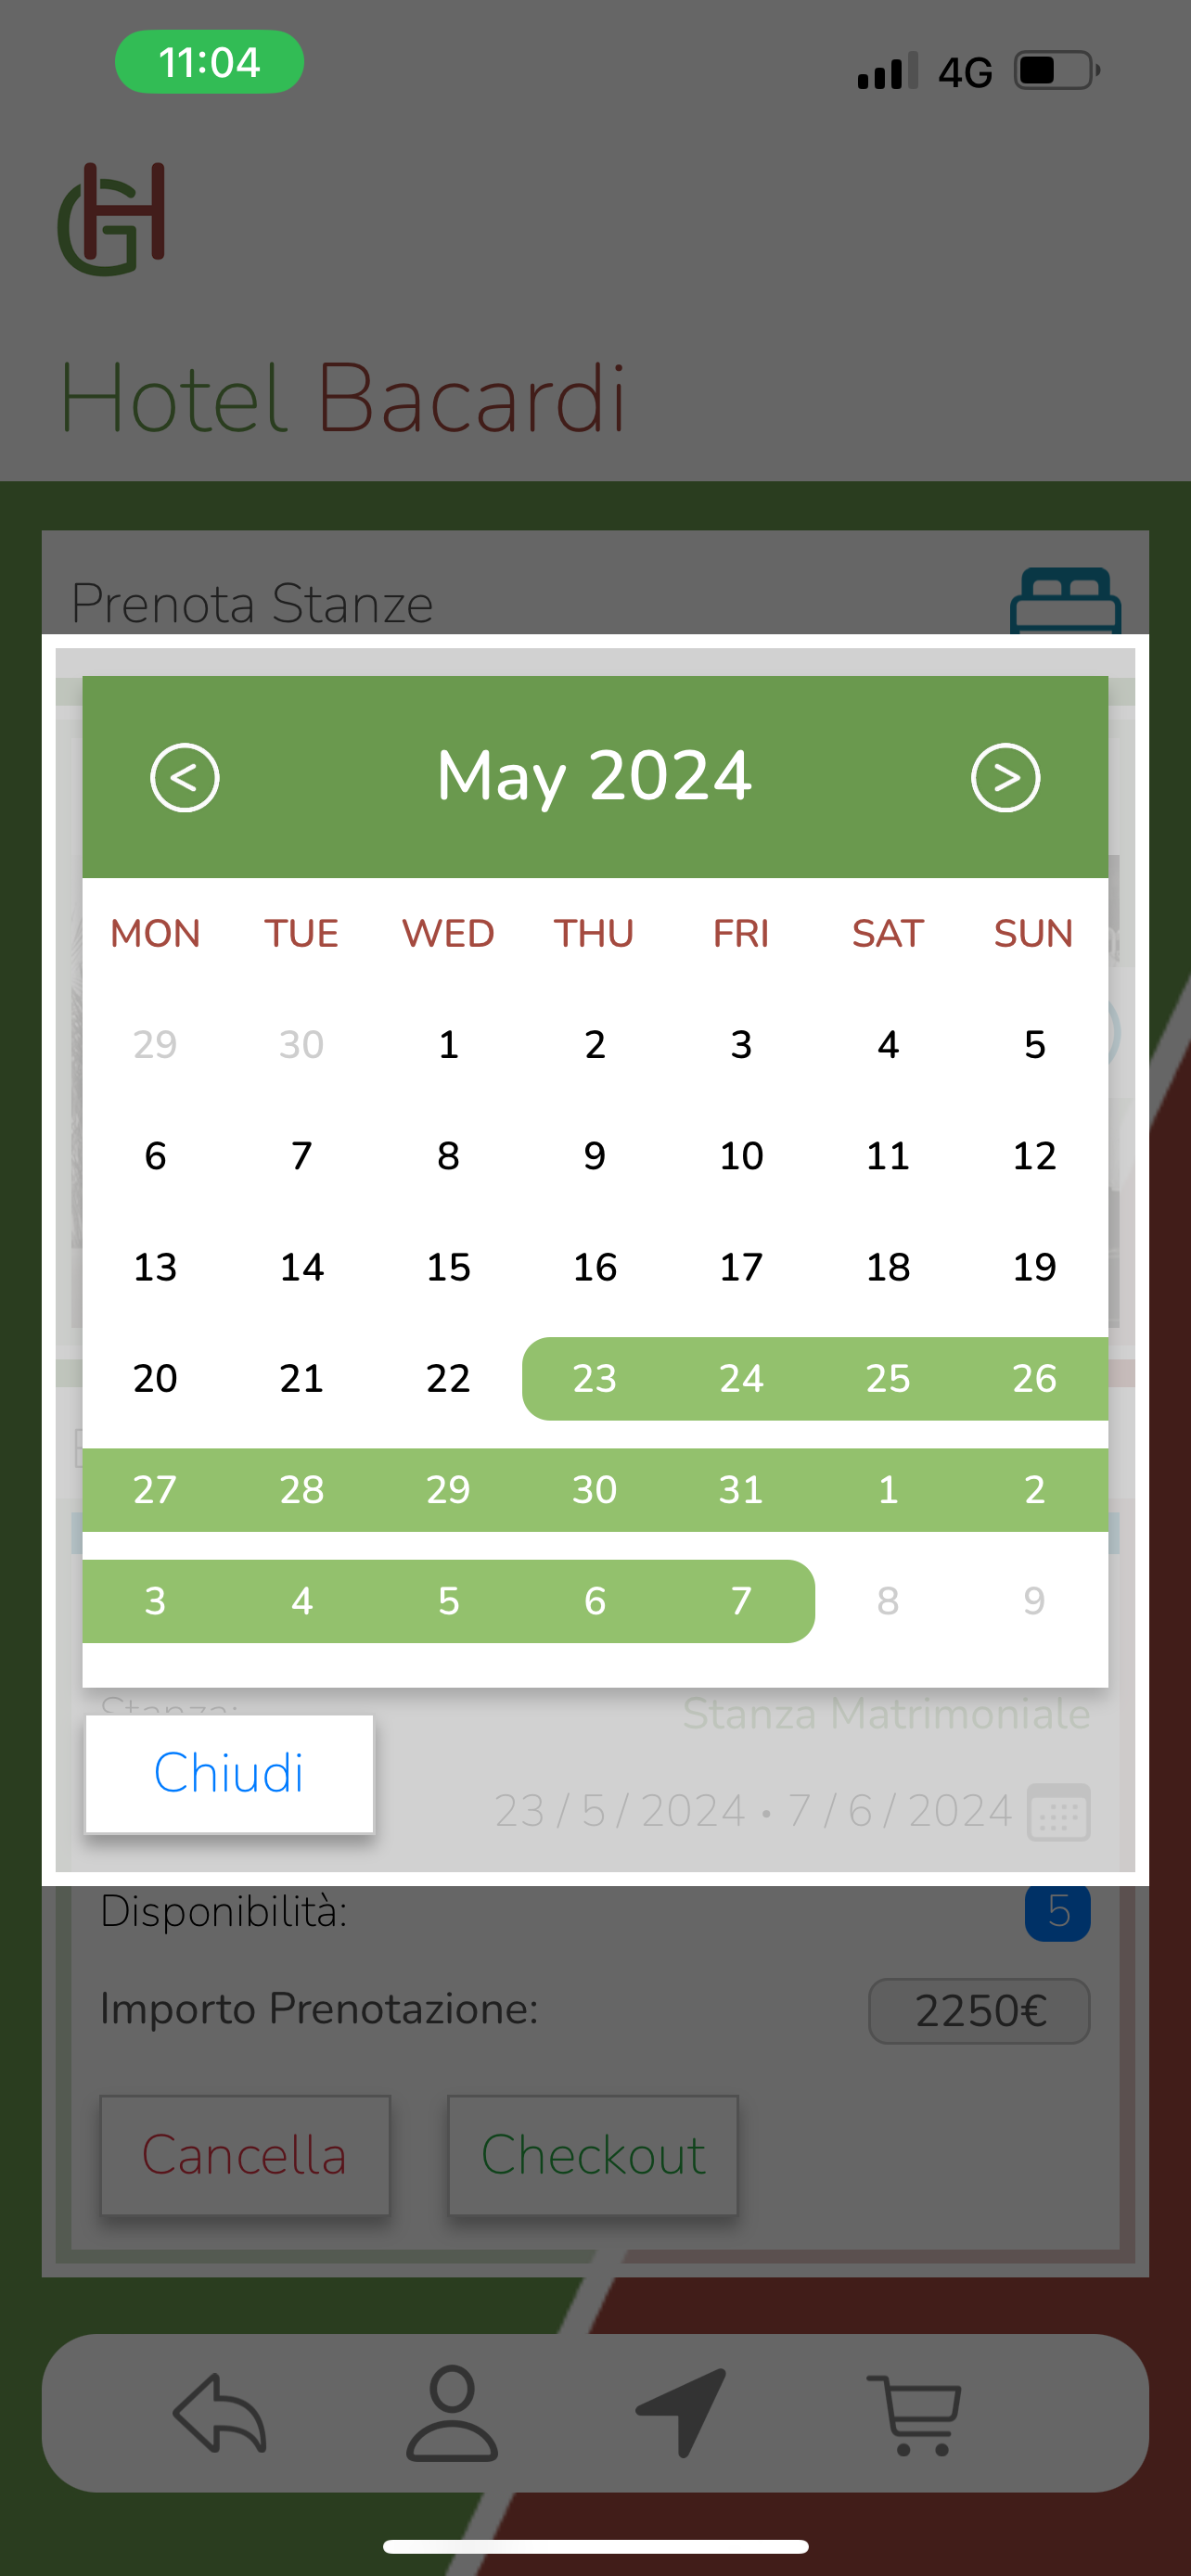 11:04 4G
GH
Hotel Bacardi
Prenota Stanze
< May 2024 >
MON TUE WED THU FRI SAT SUN
29 30 1 2 3 4 5
6 7 8 9 10 11 12
13 14 15 16 17 18 19
20 21 22 23 24 25 26
27 28 29 30 31 1 2
3 4 5 6 7 8 9
Stanza: Stanza Matrimoniale
Chiudi
23 / 5 / 2024 • 7 / 6 / 2024
Disponibilità: 5
Importo Prenotazione: 2250€
Cancella Checkout